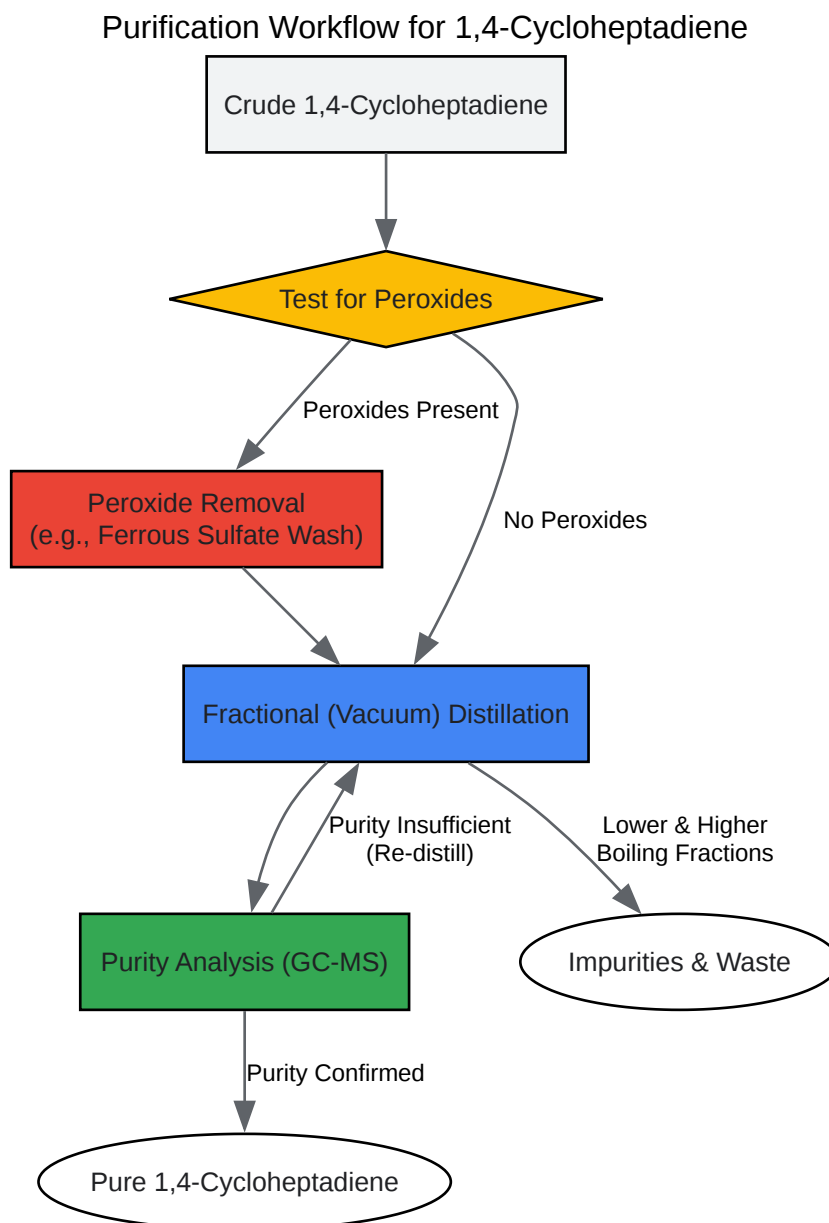 Purification Workflow for 1,4-Cycloheptadiene
Crude 1,4-Cycloheptadiene
Test for Peroxides
Peroxides Present
Peroxide Removal
(e.g., Ferrous Sulfate Wash)
No Peroxides
Fractional (Vacuum) Distillation
Purity Insufficient
(Re-distill)
Lower & Higher
Boiling Fractions
Purity Analysis (GC-MS)
Impurities & Waste
Purity Confirmed
Pure 1,4-Cycloheptadiene